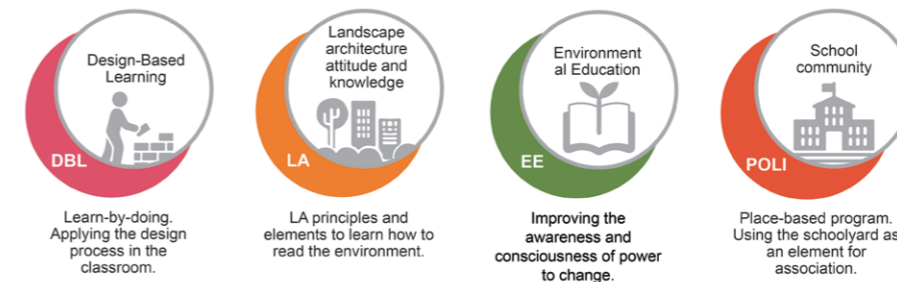 Design-Based
Learning
DBL
Learn-by-doing.
Applying the design
process in the
classroom.
Landscape
architecture
attitude and
knowledge
LA
LA principles and
elements to learn how to
read the environment.
Environment
al Education
EE
Improving the
awareness and
consciousness of power
to change.
School
community
POLI
Place-based program.
Using the schoolyard as
an element for
association.